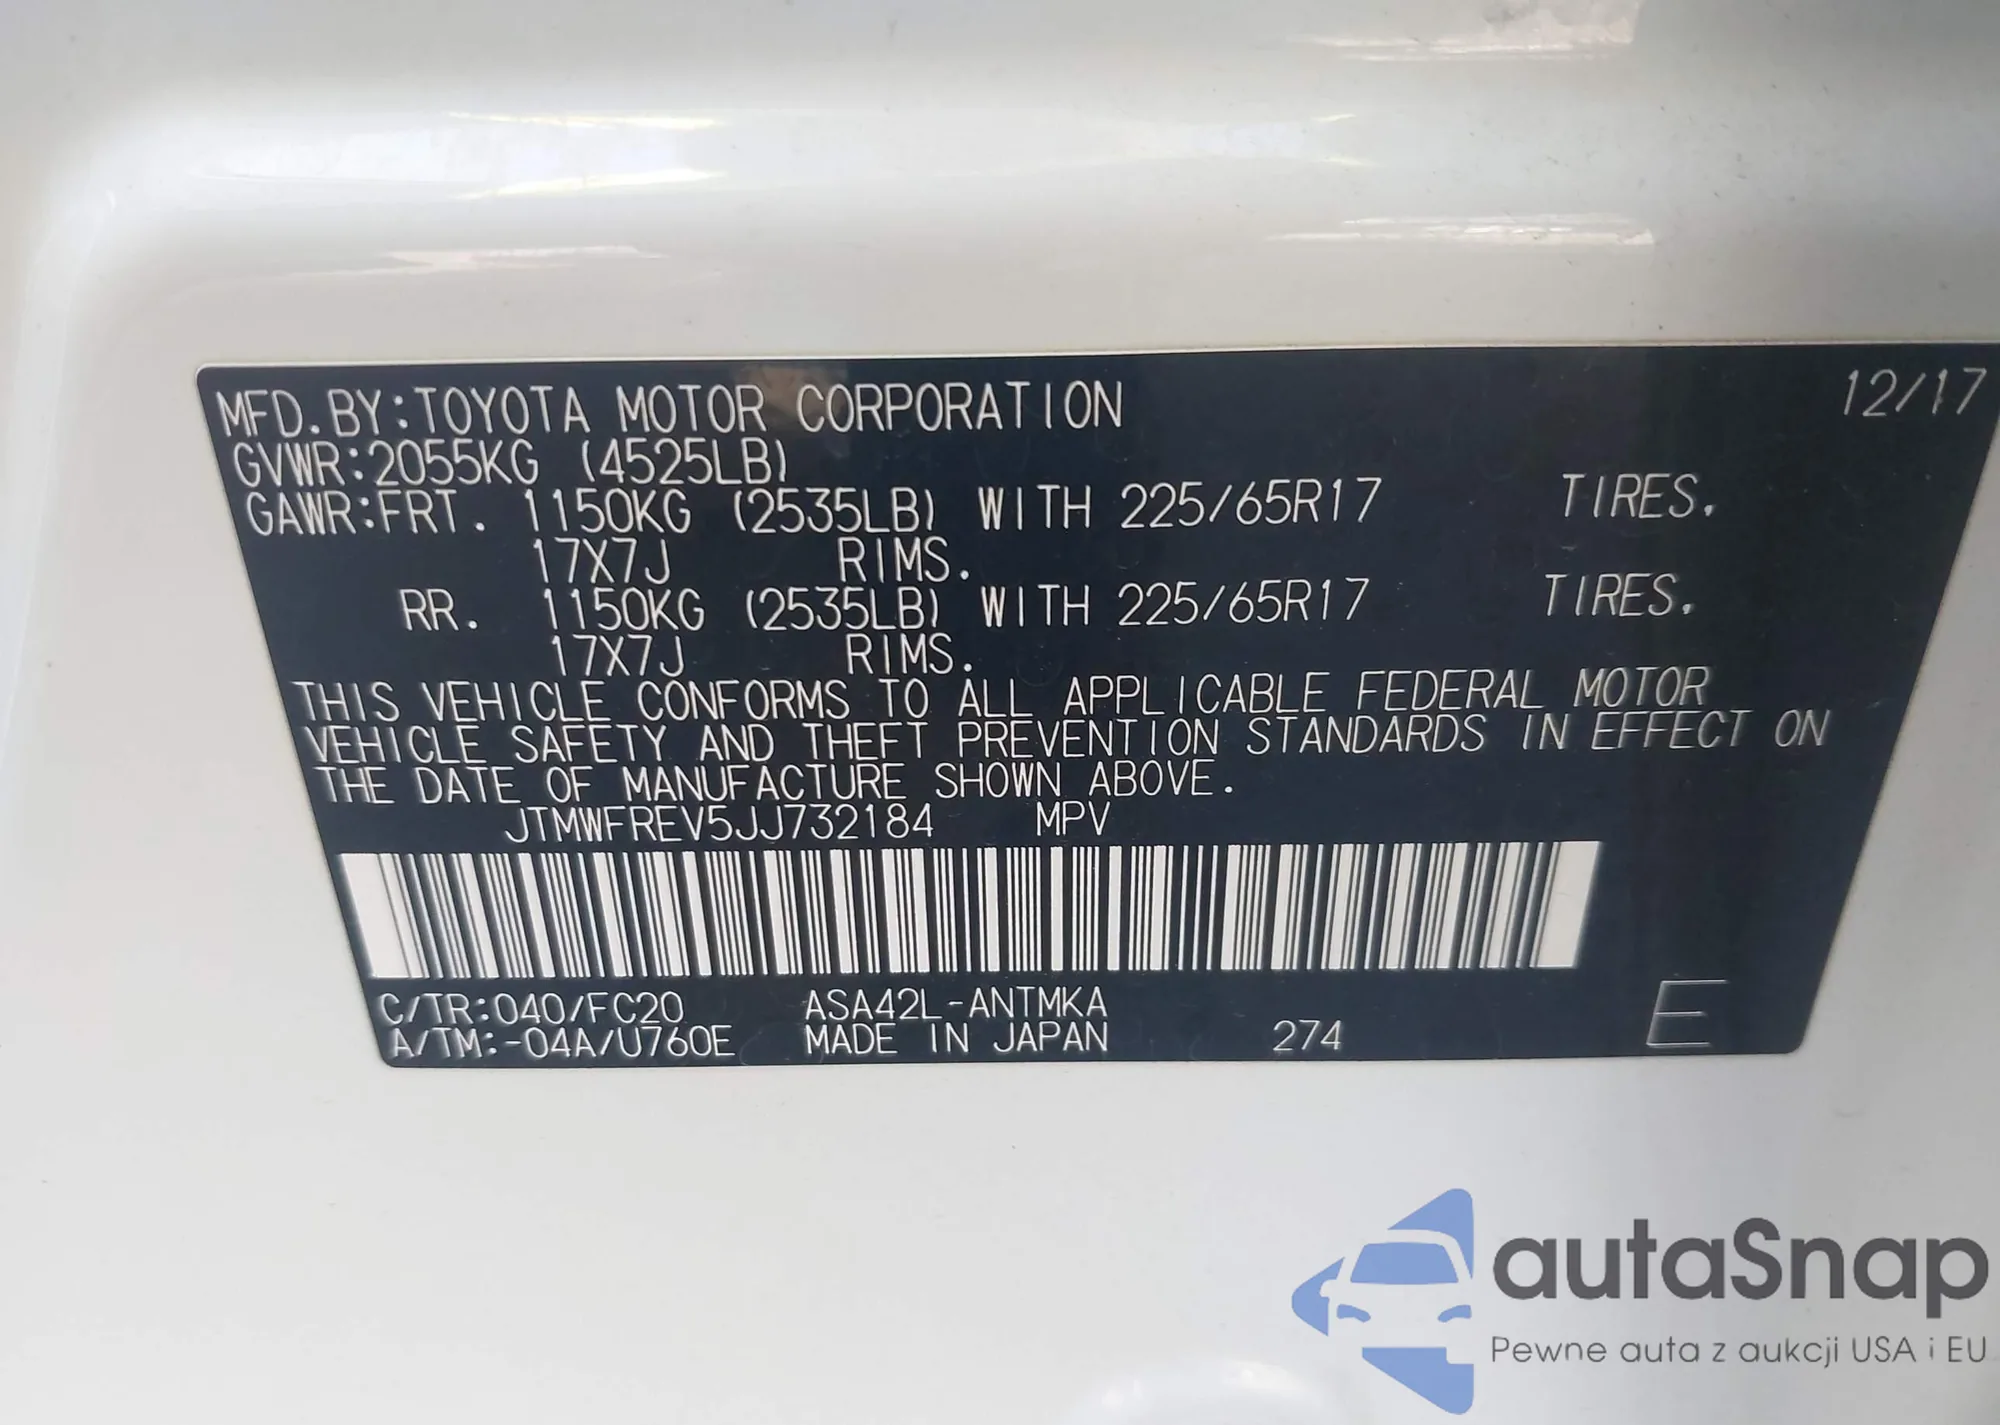 MFD.BY:TOYOTA MOTOR CORPORATION 12/17
GVWR:2055KG (4525LB)
GAWR:FRT. 1150KG (2535LB) WITH 225/65R17 TIRES.
17X7J RIMS.
RR. 1150KG (2535LB) WITH 225/65R17 TIRES.
17X7J RIMS.
THIS VEHICLE CONFORMS TO ALL APPLICABLE FEDERAL MOTOR
VEHICLE SAFETY AND THEFT PREVENTION STANDARDS IN EFFECT ON
THE DATE OF MANUFACTURE SHOWN ABOVE.
JTMWFREV5JJ732184 MPV
C/TR:040/FC20 ASA42L-ANTMKA
A/TM:-04A/U760E MADE IN JAPAN 274 E
autaSnap
Pewne auta z aukcji USA i EU